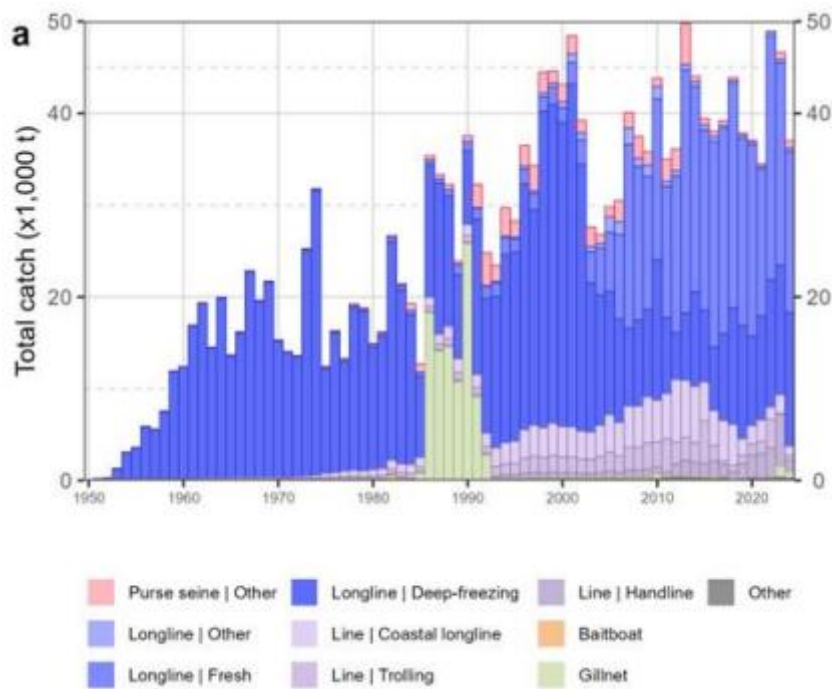 a
50
40
20
0
Total catch (x1,000 t)
50
40
20
0
1950 1960 1970 1980 1990 2000 2010 2020
Purse seine | Other Longline | Deep-freezing Line | Handline Other
Longline | Other Line | Coastal longline Baitboat
Longline | Fresh Line | Trolling Gillnet